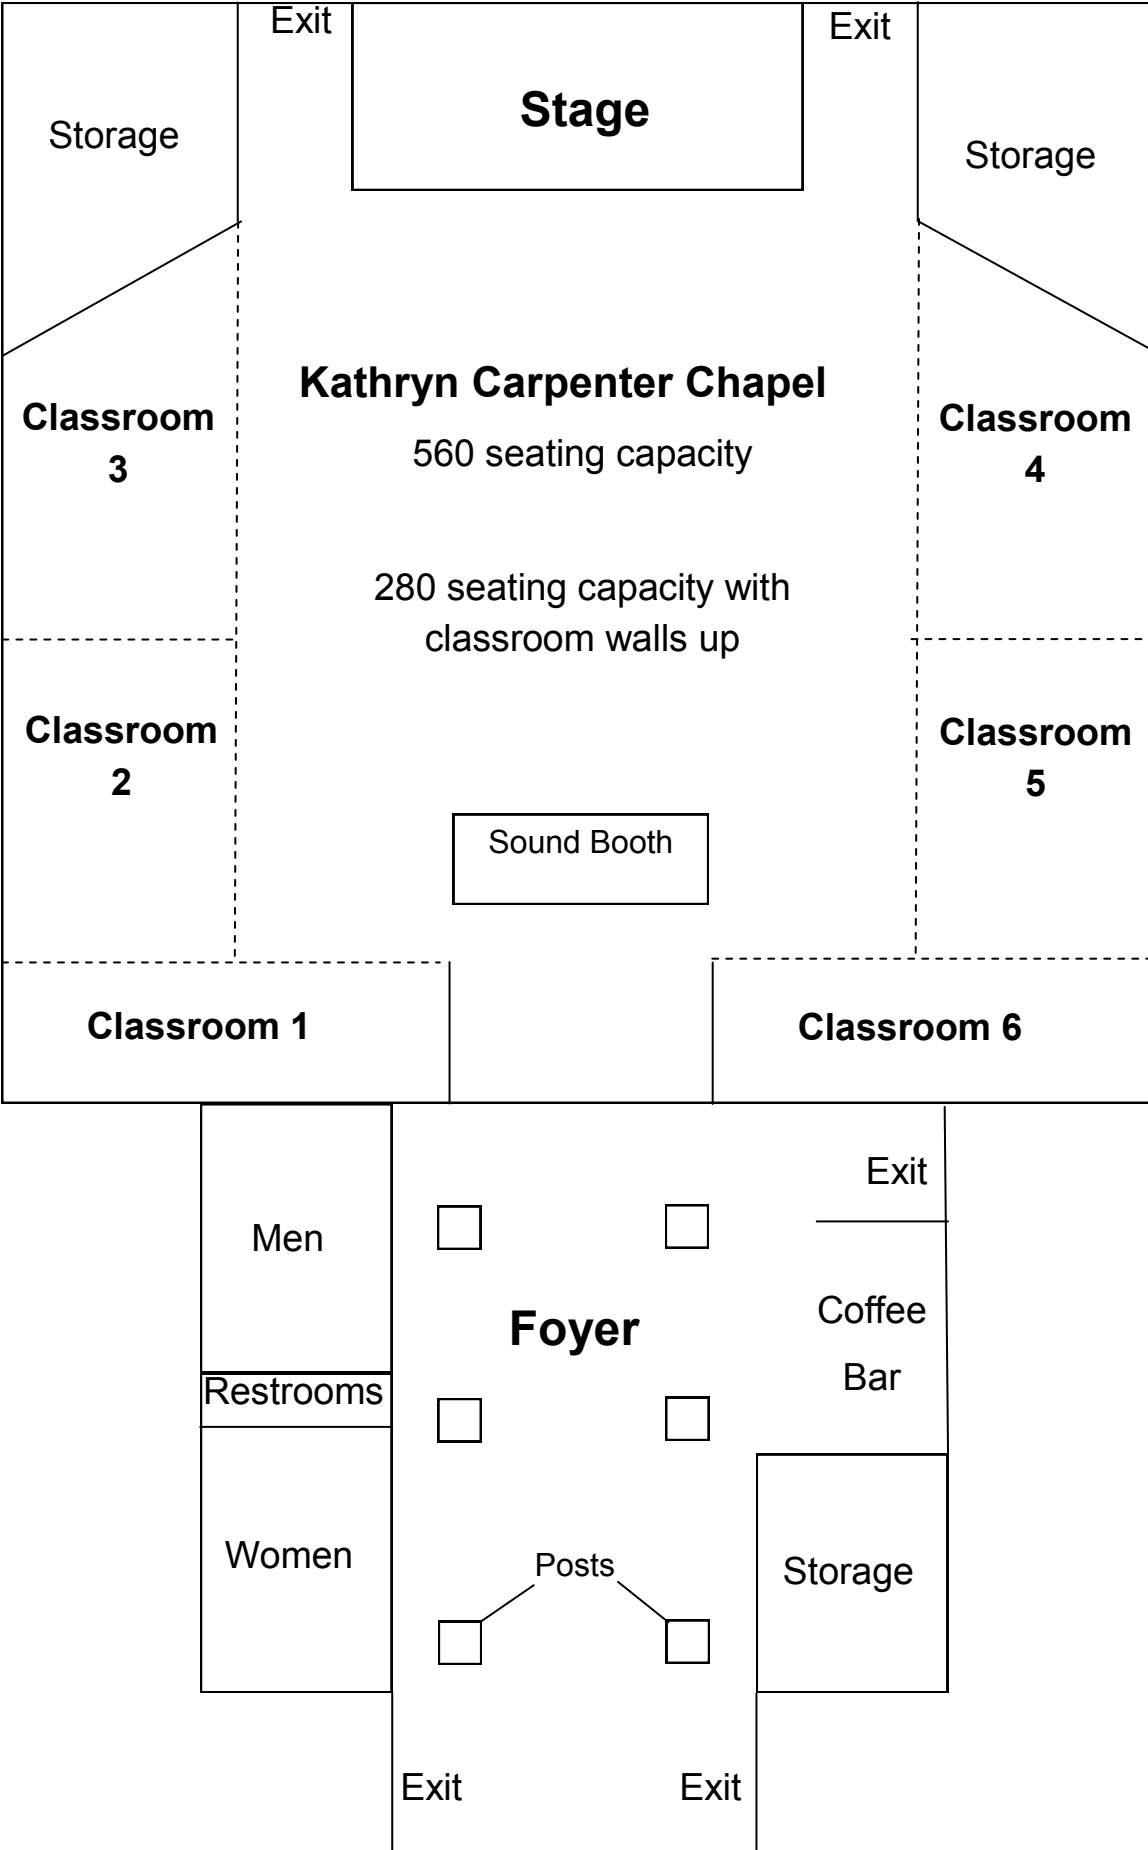 Exit
Exit
Stage
Storage
Storage
Kathryn Carpenter Chapel
560 seating capacity
Classroom
3
Classroom
4
280 seating capacity with
classroom walls up
Classroom
2
Classroom
5
Sound Booth
Classroom 1
Classroom 6
Exit
Men
Foyer
Coffee
Bar
Restrooms
Women
Posts
Storage
Exit
Exit